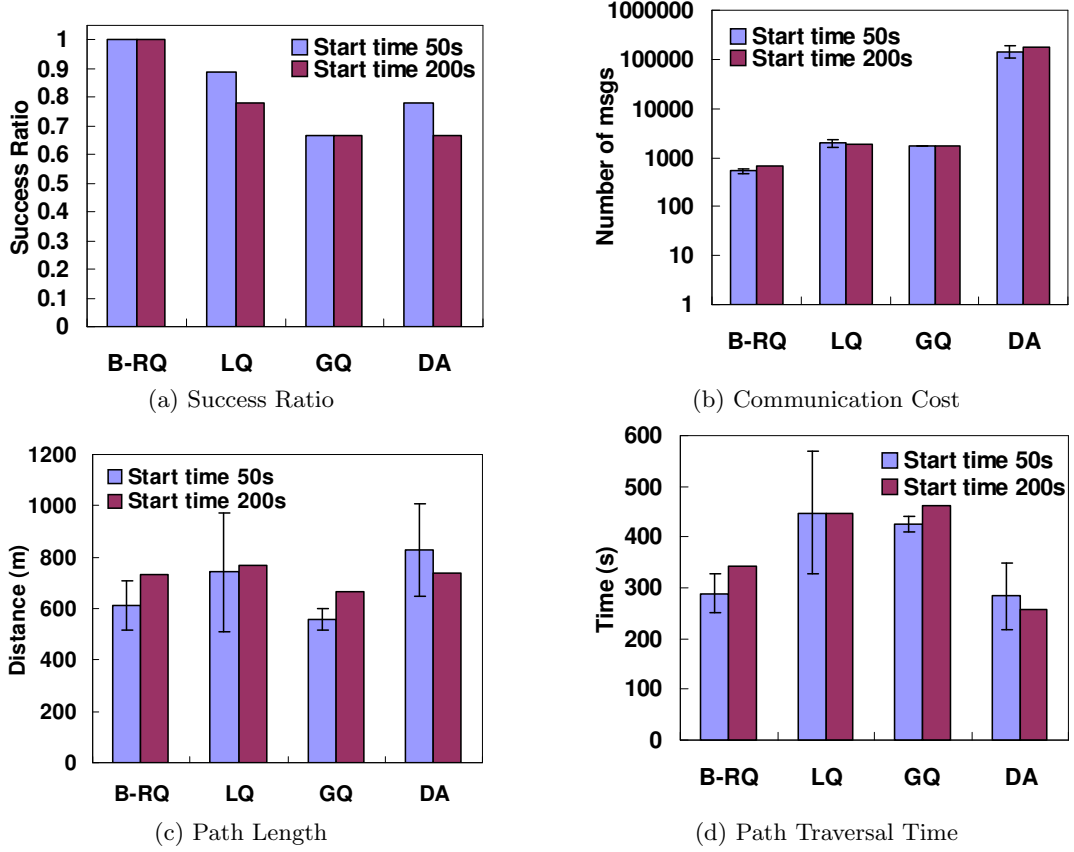 Success Ratio
1
0.9
0.8
0.7
0.6
0.5
0.4
0.3
0.2
0.1
0
Start time 50s
Start time 200s
B-RQ LQ GQ DA
(a) Success Ratio
Number of msgs
1000000
100000
10000
1000
100
10
1
Start time 50s
Start time 200s
B-RQ LQ GQ DA
(b) Communication Cost
Distance (m)
1200
1000
800
600
400
200
0
Start time 50s
Start time 200s
B-RQ LQ GQ DA
(c) Path Length
Time (s)
600
500
400
300
200
100
0
Start time 50s
Start time 200s
B-RQ LQ GQ DA
(d) Path Traversal Time